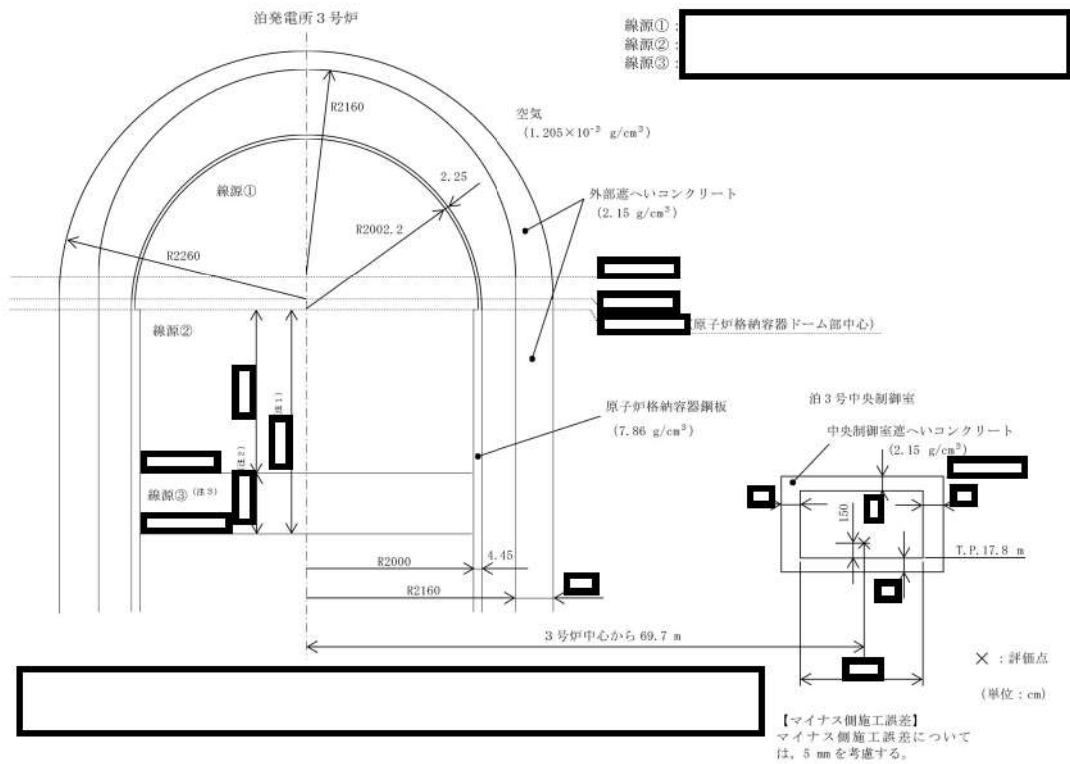 泊発電所3号炉
線源①:
線源②:
線源③:
R2160
空気
(1.205×10⁻³ g/cm³)
線源①
2.25
外部遮へいコンクリート
(2.15 g/cm³)
R2002.2
R2260
線源②
(原子炉格納容器ドーム部中心)
(注1)
(注2)
原子炉格納容器鋼板
(7.86 g/cm³)
泊3号中央制御室
中央制御室遮へいコンクリート
(2.15 g/cm³)
線源③(注3)
150
T.P.17.8 m
4.45
R2000
R2160
3号炉中心から 69.7 m
× :評価点
(単位:cm)
【マイナス側施工誤差】
マイナス側施工誤差について
は,5 mm を考慮する。